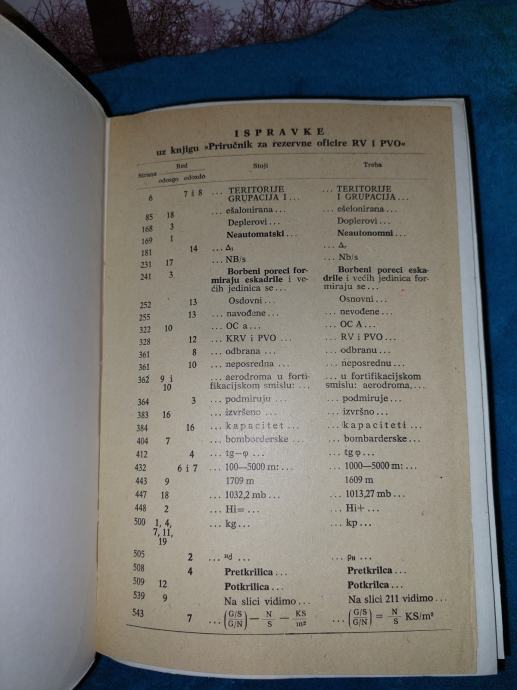 ISPRAVKE
uz knjigu »Priručnik za rezervne oficire RV i PVO«
Strana Red Stoji Treba
odozgo odozdo
6 7 i 8 ... TERITORIJE GRUPACIJA I ... ... TERITORIJE I GRUPACIJA ...
85 18 ... ešalonirana ... ... ešelonirana ...
168 3 Deplerovi ... Doplerovi ...
169 1 Neautomatski ... Neautonomni ...
181 14 ...
231 17 ... NB/s ... Nb/s
241 3 Borbeni poreci formiraju eskadrile i većih jedinica se ... Borbeni poreci eskadrile i većih jedinica formiraju se ...
252 13 Osdovni ... Osnovni ...
255 13 ... navođene ... ... navođene ...
322 10 ... OC a ... ... OC A ...
328 12 ... KRV i PVO ... ... RV i PVO ...
361 8 ... odbrana ... ... odbranu ...
361 10 ... neposredna ... ... neposrednu ...
362 9 i 10 ... aerodroma u fortifikacijskom smislu: ... ... u fortifikacijskom smislu: aerodroma, ...
364 3 ... podmiruju ... ... podmiruje ...
383 16 ... izvršeno ... ... izvršno ...
384 16 ... kapacitet ... ... kapaciteti ...
404 7 ... bomborderske ... ... bombarderske ...
412 4 ... tg—φ ... ... tg φ ...
432 6 i 7 ... 100—5000 m: ... ... 1000—5000 m: ...
443 9 1709 m 1609 m
447 18 ... 1032,2 mb ... ... 1013,27 mb ...
448 2 ... Hi= ... ... Hi+ ...
500 1, 4, 7, 11, 19 ... kg ... ... kp ...
505 2
508 4 Pretkrilica ... Pretkrilca ...
509 12 Potkrilica ... Potkrilca ...
539 9 Na slici vidimo ... Na slici 211 vidimo ...
543 7 ... (G/S G/N) — N/S — KS/m² ... (G/S G/N) = N/S KS/m²